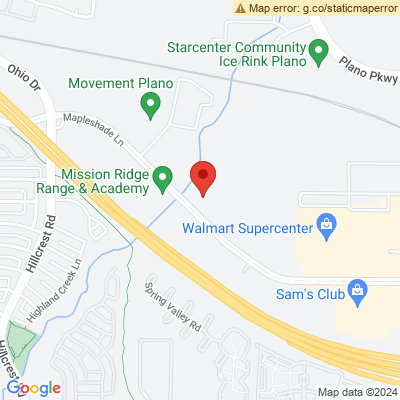 Map error: g.co/staticmaperror
Starcenter Community
Ice Rink Plano
Plano Pkwy
Ohio Dr
Movement Plano
Mapleshade Ln
Mission Ridge
Range & Academy
Walmart Supercenter
Hillcrest Rd
Highland Creek Ln
Sam's Club
Spring Valley Rd
Hillcrest
Google
Map data ©2024